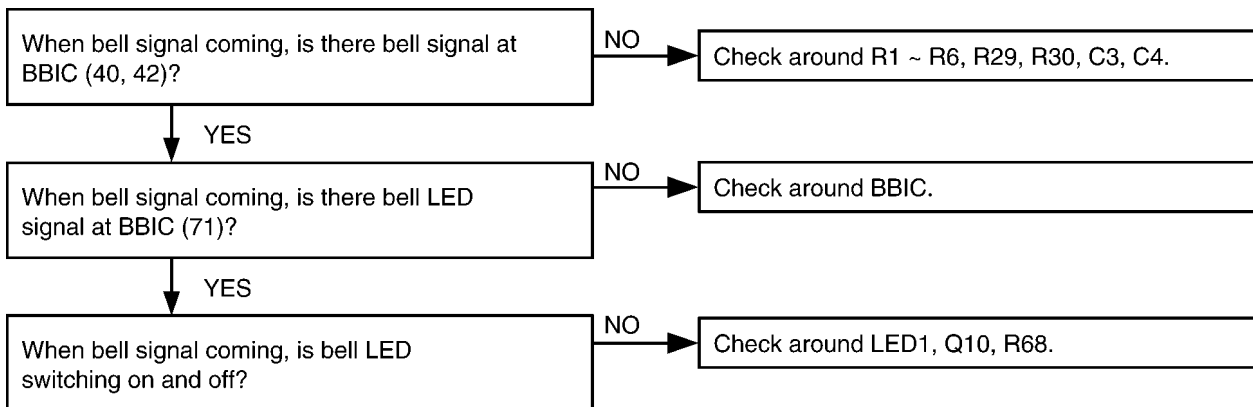 When bell signal coming, is there bell signal at
BBIC (40, 42)?
NO
Check around R1 ~ R6, R29, R30, C3, C4.
YES
When bell signal coming, is there bell LED
signal at BBIC (71)?
NO
Check around BBIC.
YES
When bell signal coming, is bell LED
switching on and off?
NO
Check around LED1, Q10, R68.